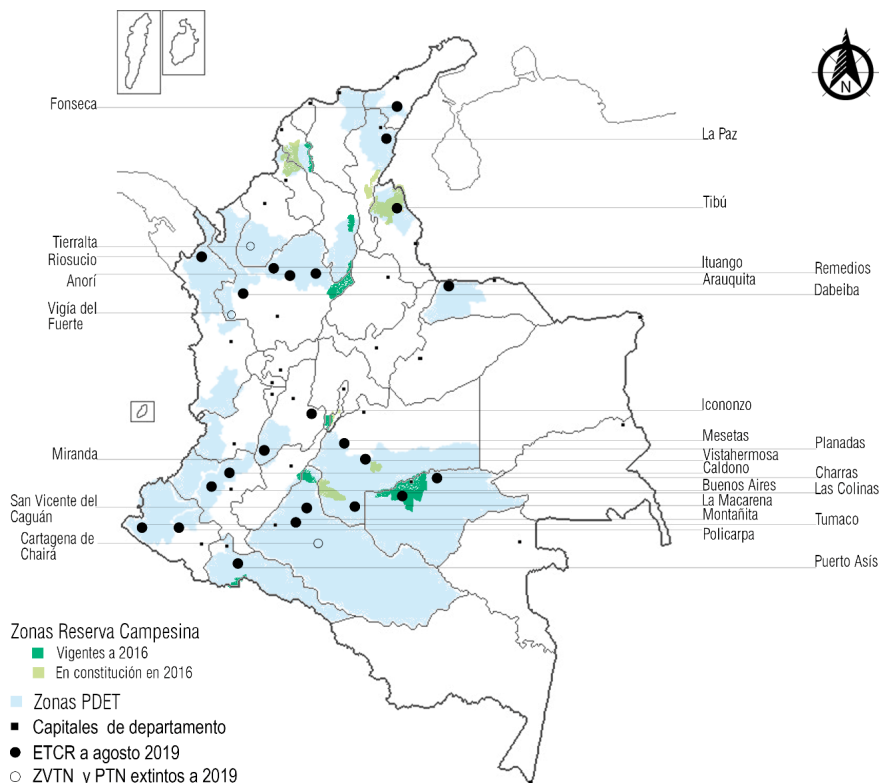 N
Fonseca
La Paz
Tibú
Tierralta
Riosucio
Anorí
Vigía del
Fuerte
Ituango
Remedios
Arauquita
Dabeiba
Icononzo
Mesetas
Planadas
Miranda
Vistahermosa
Caldono
Charras
Buenos Aires
Las Colinas
San Vicente del
Caguán
La Macarena
Montañita
Tumaco
Cartagena de
Chairá
Policarpa
Puerto Asís
Zonas Reserva Campesina
Vigentes a 2016
En constitución en 2016
Zonas PDET
Capitales de departamento
ETCR a agosto 2019
ZVTN y PTN extintos a 2019